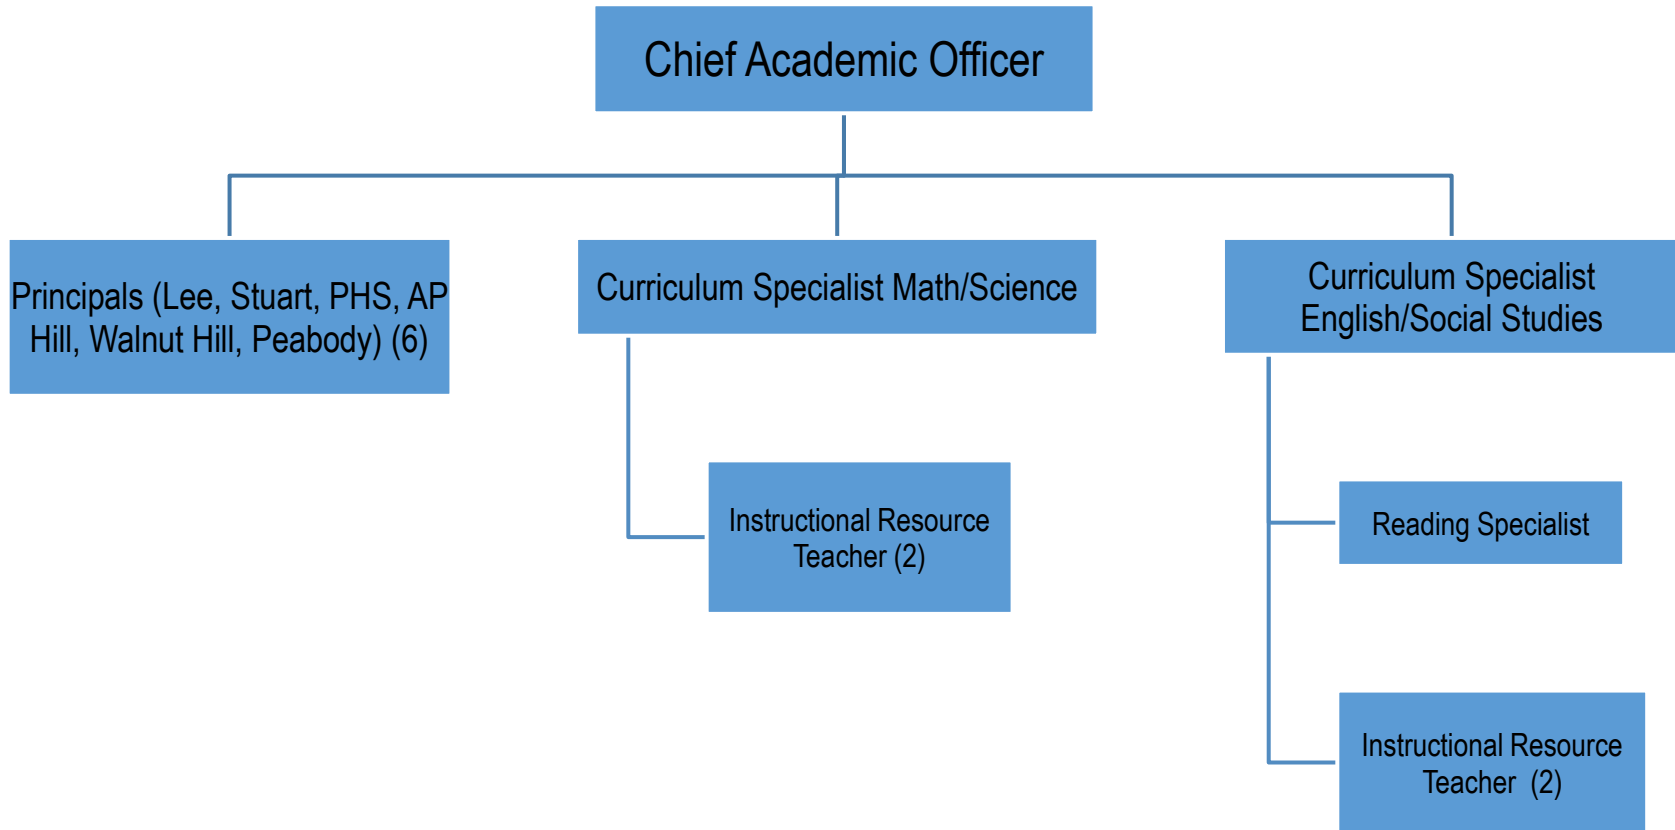 Chief Academic Officer
Principals (Lee, Stuart, PHS, AP
Hill, Walnut Hill, Peabody) (6)
Curriculum Specialist Math/Science
Curriculum Specialist
English/Social Studies
Instructional Resource
Teacher (2)
Reading Specialist
Instructional Resource
Teacher (2)